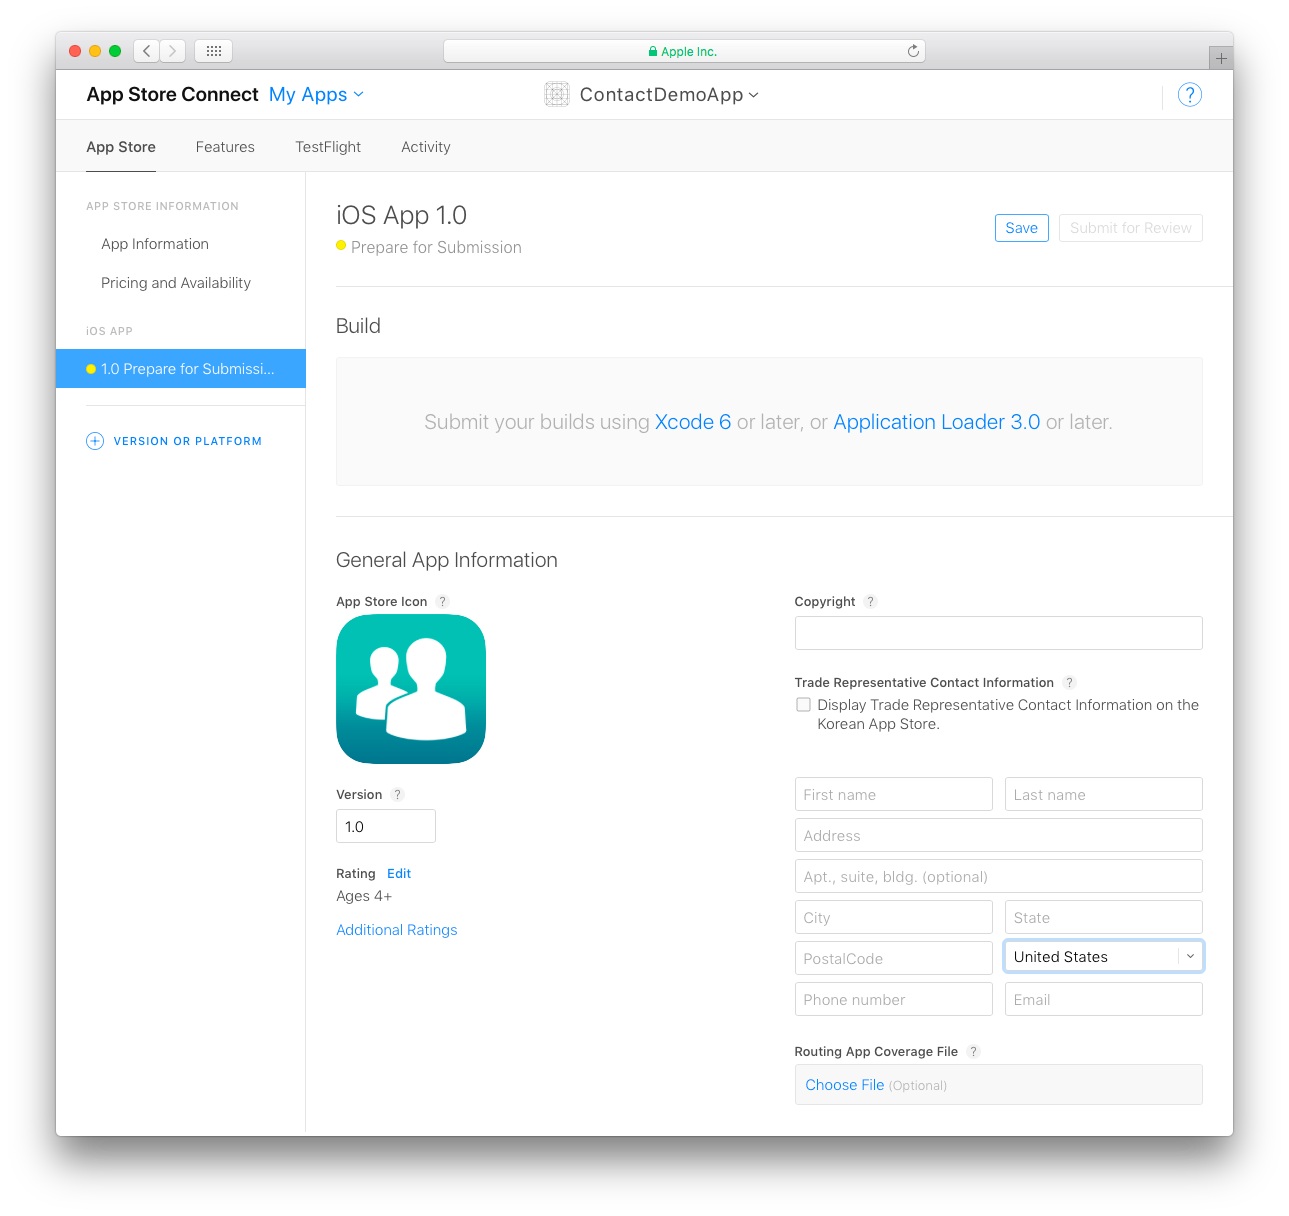 Apple Inc.
App Store Connect My Apps
ContactDemoApp
?
App Store Features TestFlight Activity
APP STORE INFORMATION
App Information
Pricing and Availability
iOS APP
1.0 Prepare for Submissi...
VERSION OR PLATFORM
iOS App 1.0
Prepare for Submission
Save Submit for Review
Build
Submit your builds using Xcode 6 or later, or Application Loader 3.0 or later.
General App Information
App Store Icon ?
Version ?
1.0
Rating Edit
Ages 4+
Additional Ratings
Copyright ?
Trade Representative Contact Information ?
Display Trade Representative Contact Information on the
Korean App Store.
First name Last name
Address
Apt., suite, bldg. (optional)
City State
PostalCode United States
Phone number Email
Routing App Coverage File ?
Choose File (Optional)